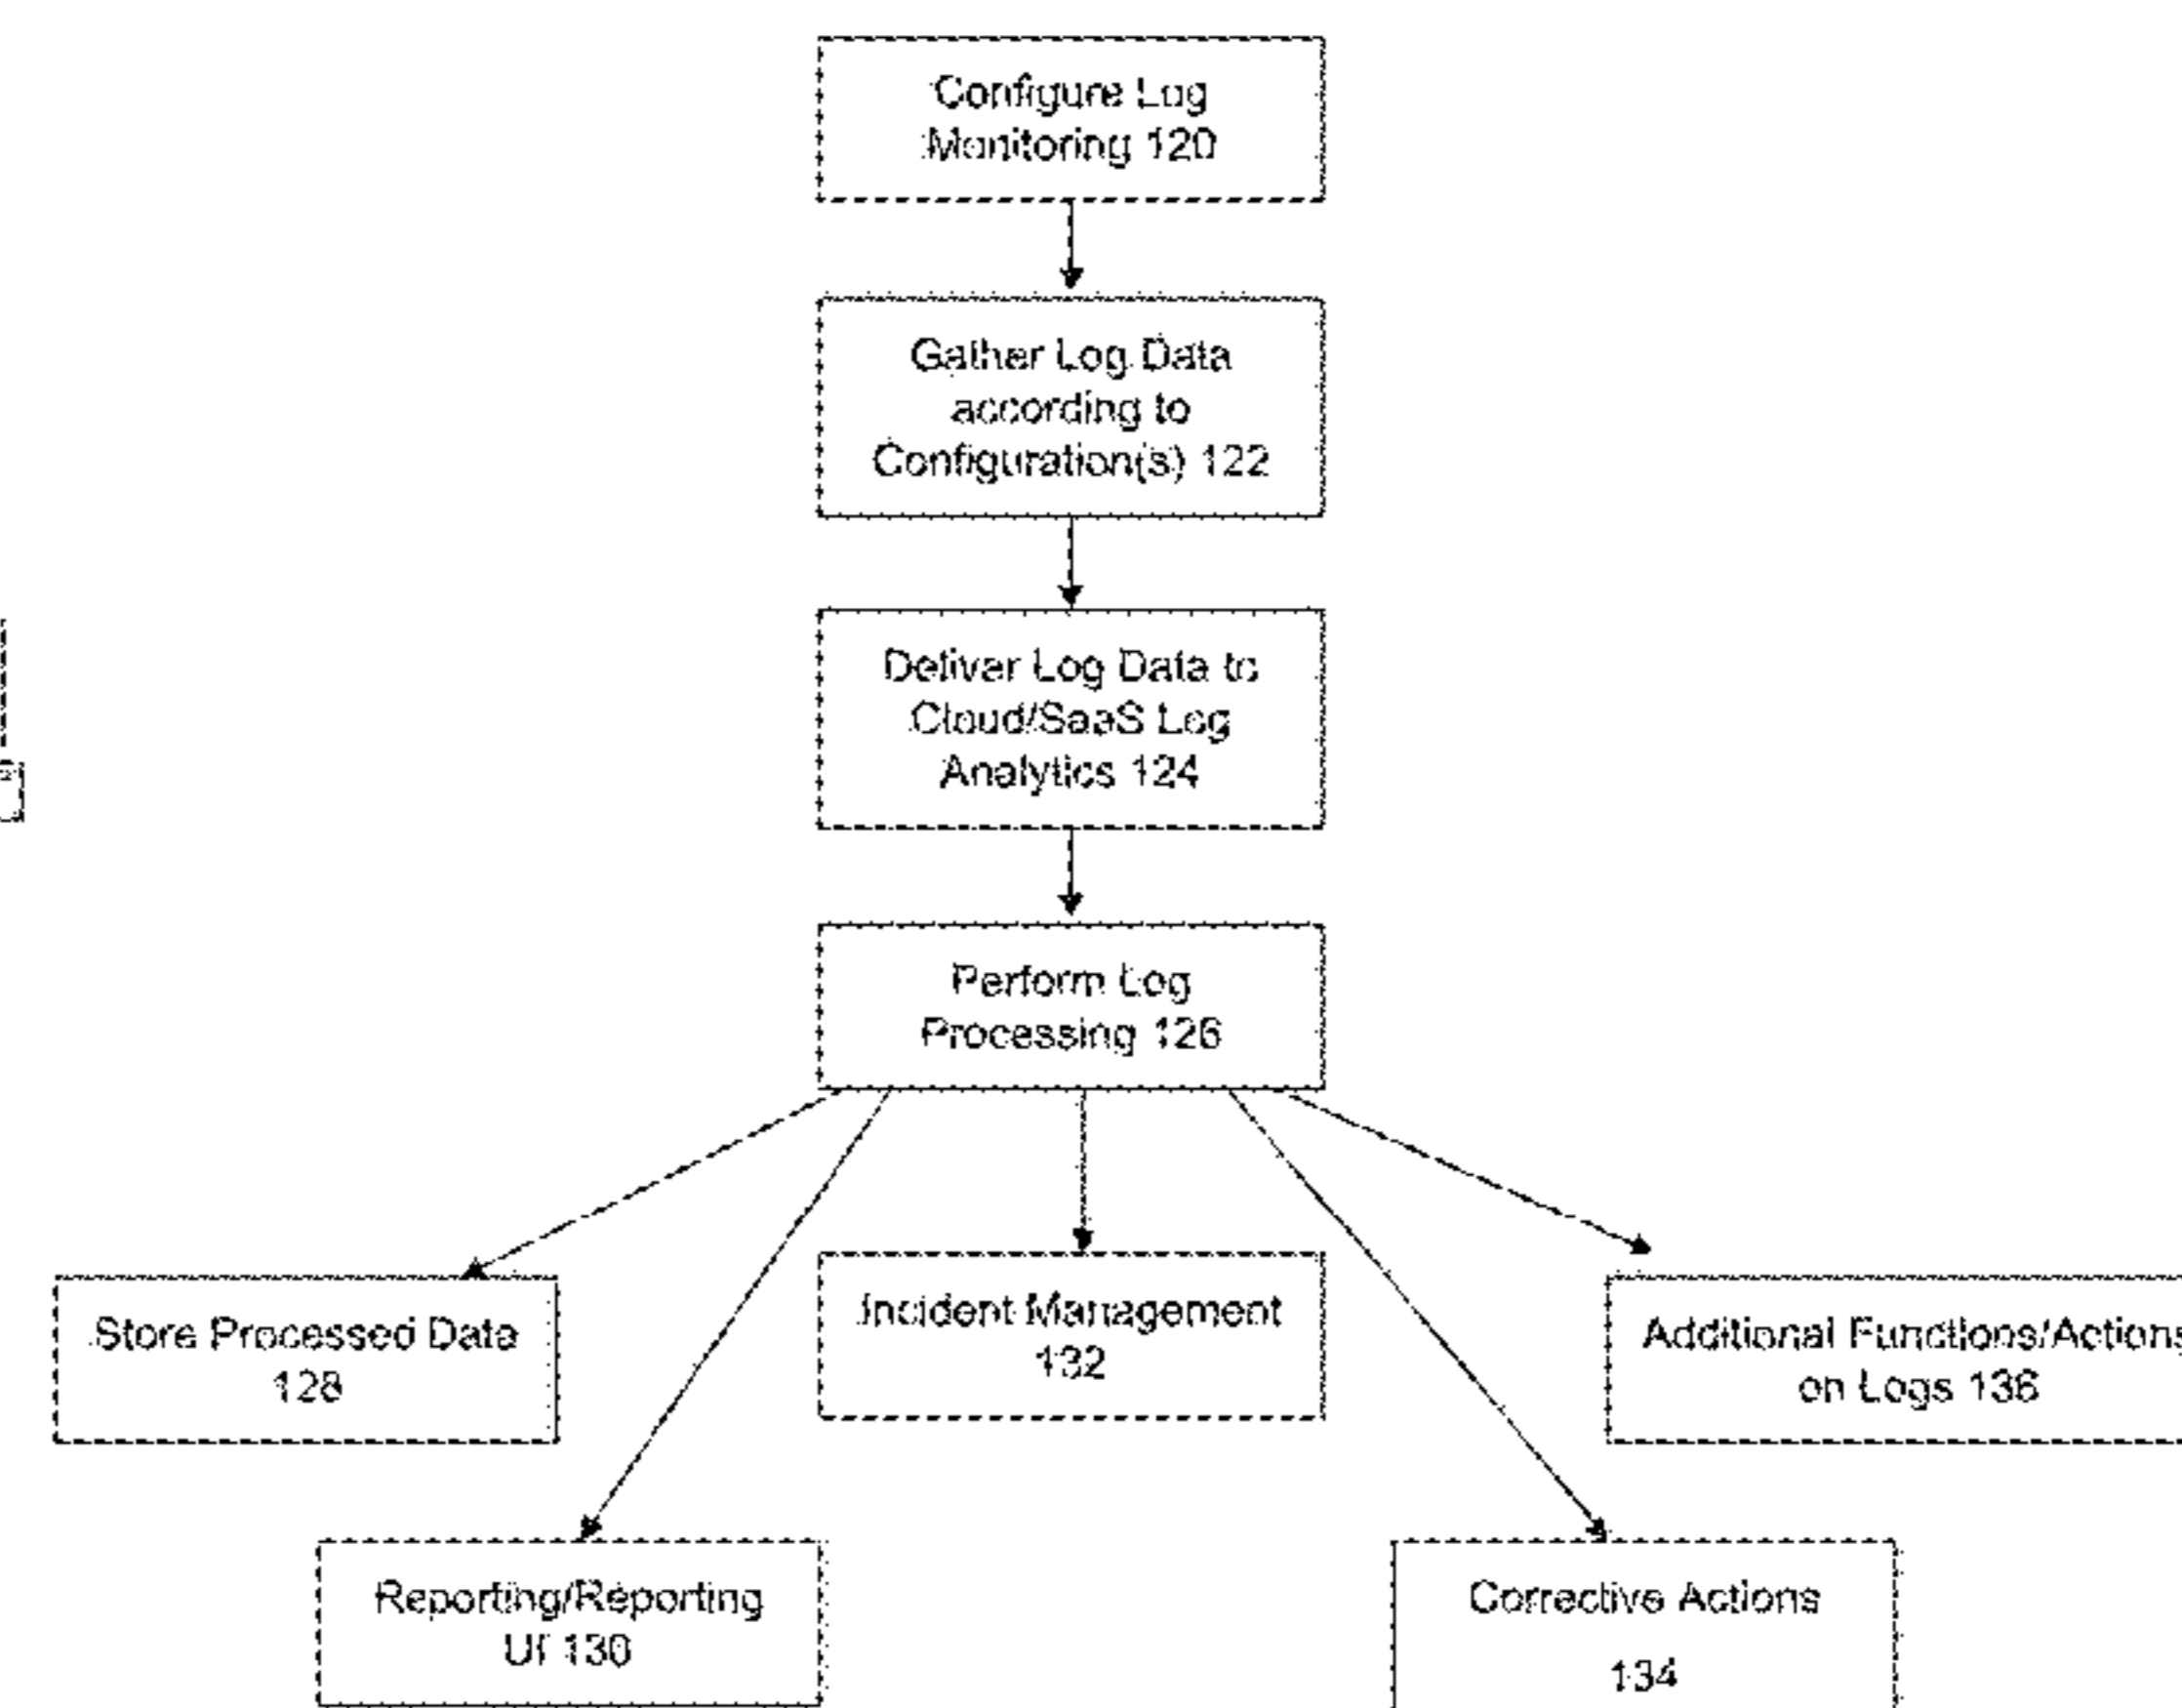 Configure Log
Monitoring 120
Gather Log Data
according to
Configuration(s) 122
Deliver Log Data to
Cloud/SaaS Log
Analytics 124
Perform Log
Processing 126
Store Processed Data
128
Incident Management
132
Additional Functions/Actions
on Logs 136
Reporting/Reporting
UI 130
Corrective Actions
134